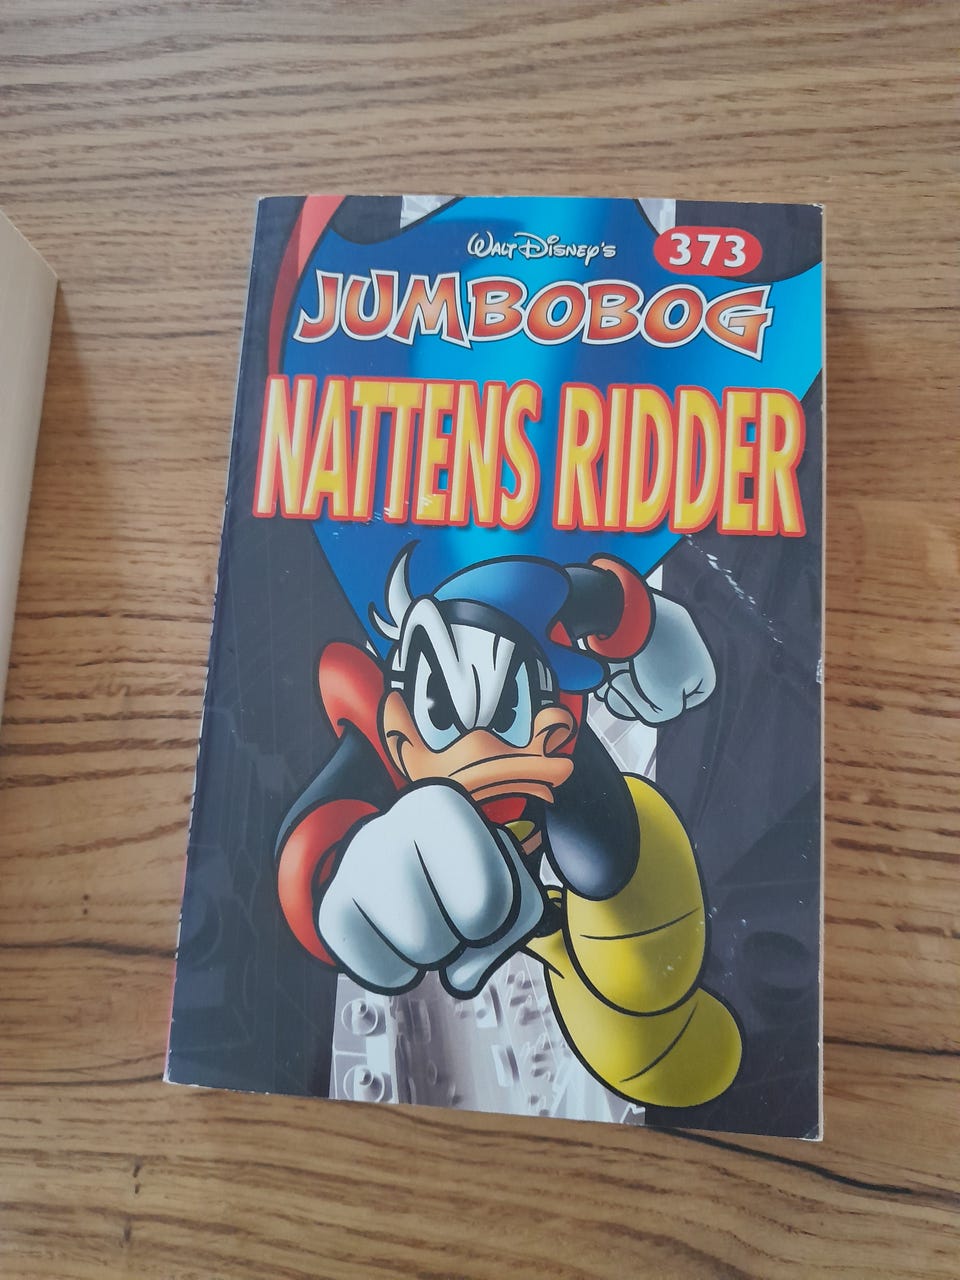 Walt Disney's
373
JUMBOBOG
NATTENS RIDDER